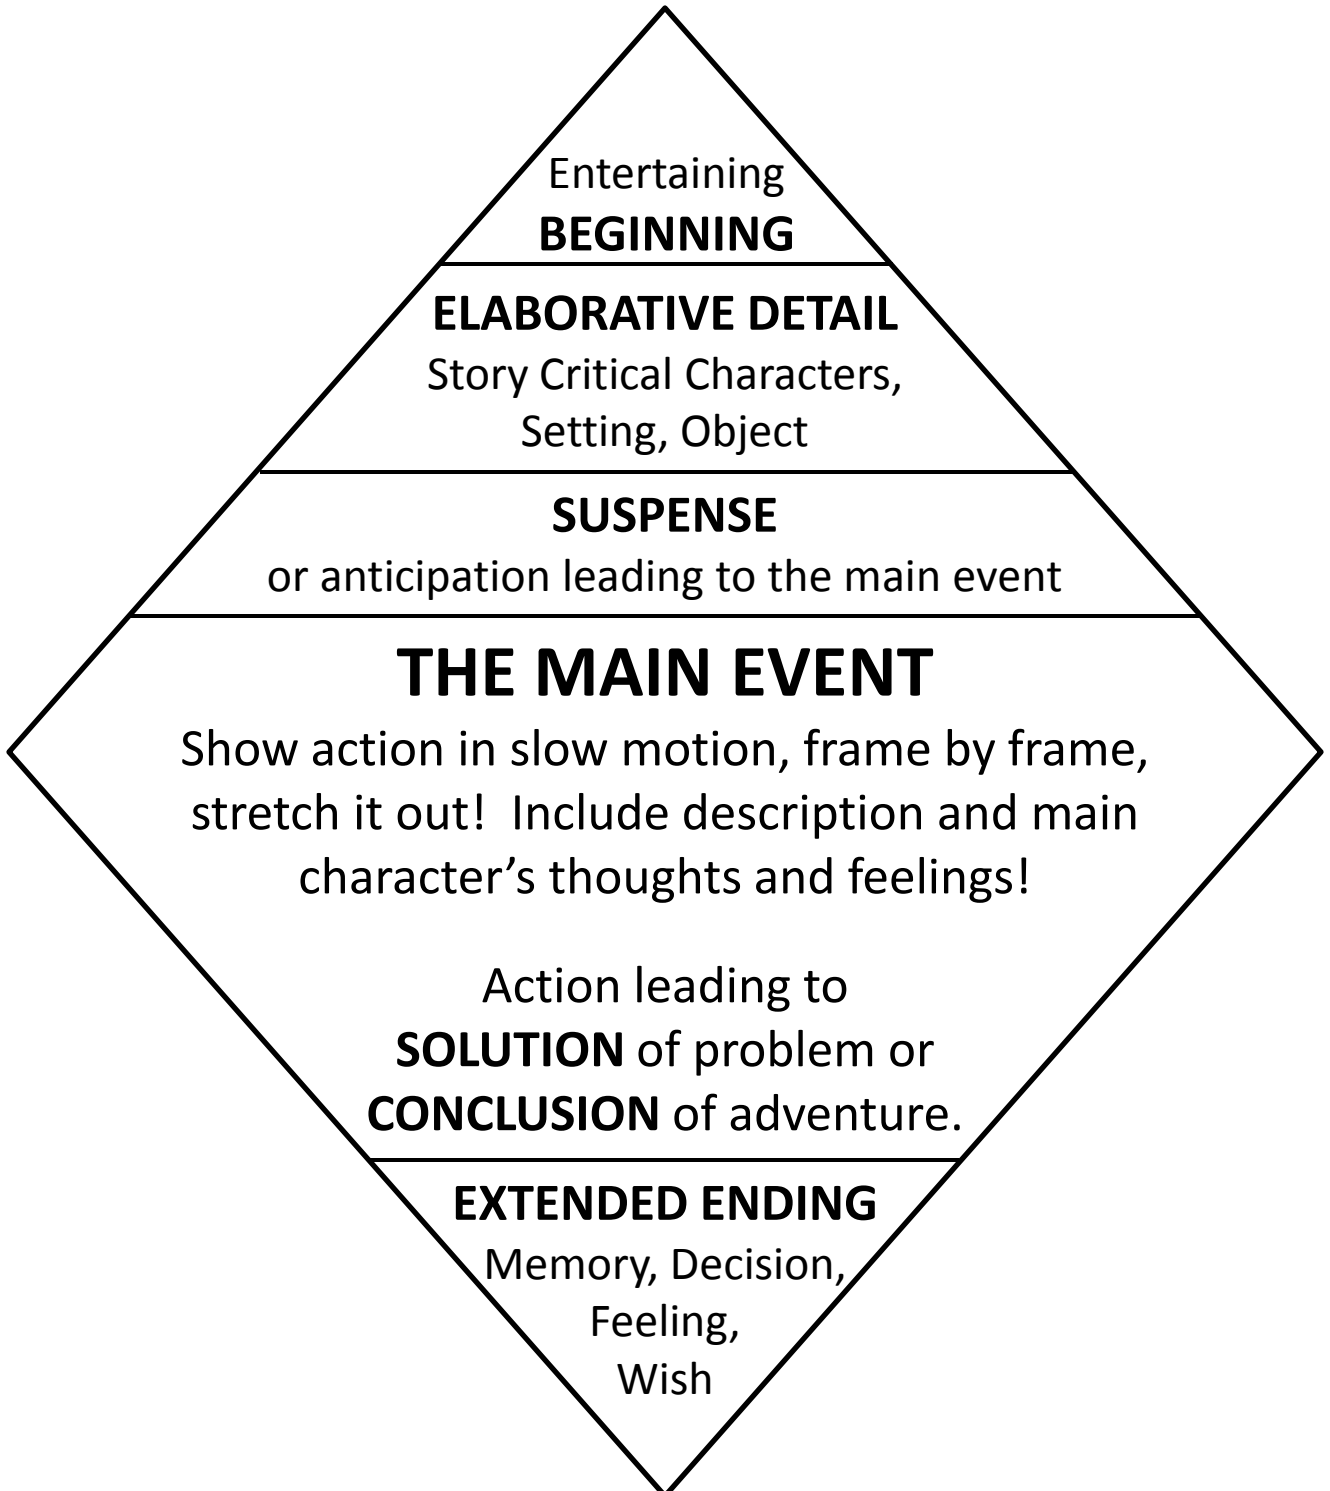 Entertaining
BEGINNING
ELABORATIVE DETAIL
Story Critical Characters,
Setting, Object
SUSPENSE
or anticipation leading to the main event
THE MAIN EVENT
Show action in slow motion, frame by frame,
stretch it out!  Include description and main
character’s thoughts and feelings!
Action leading to
SOLUTION of problem or
CONCLUSION of adventure.
EXTENDED ENDING
Memory, Decision,
Feeling,
Wish